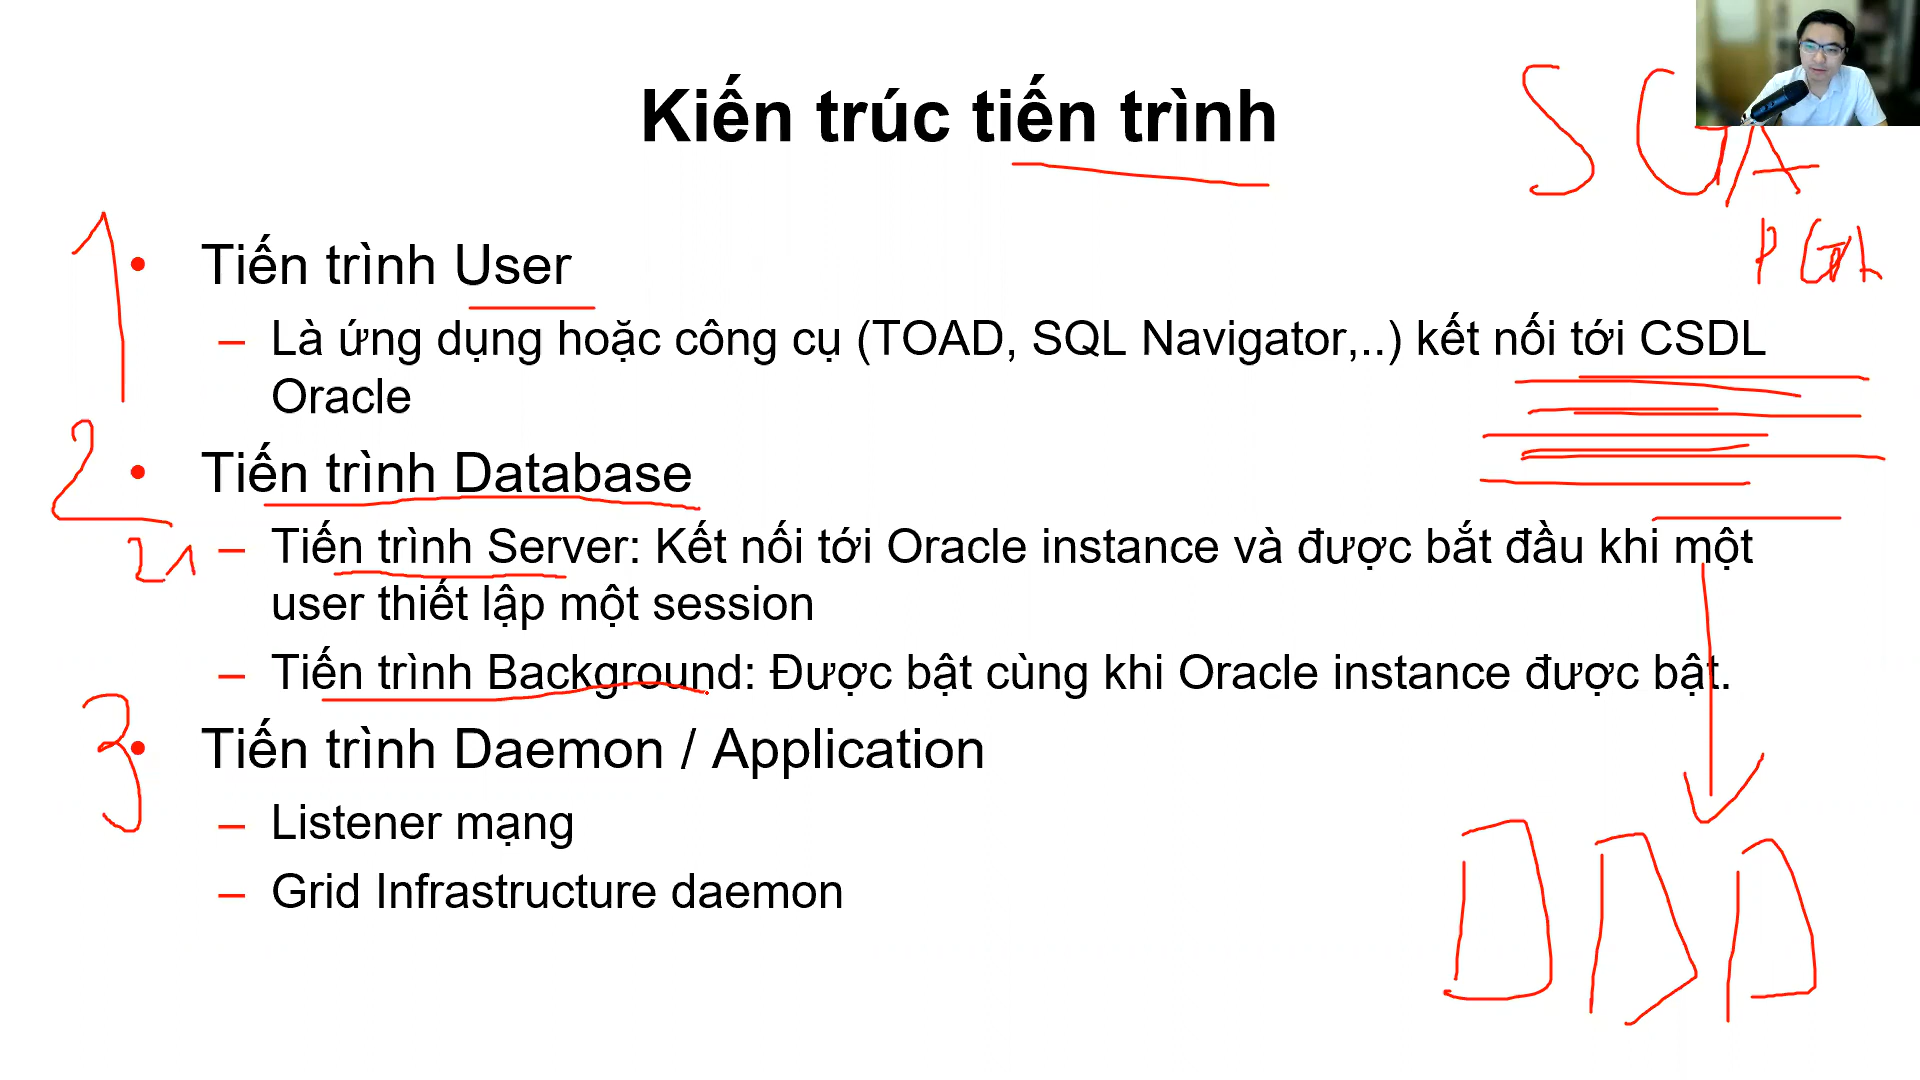 Kiến trúc tiến trình
SGA
PGA
1
• Tiến trình User
– Là ứng dụng hoặc công cụ (TOAD, SQL Navigator,..) kết nối tới CSDL
Oracle
2
• Tiến trình Database
21
– Tiến trình Server: Kết nối tới Oracle instance và được bắt đầu khi một
user thiết lập một session
– Tiến trình Background: Được bật cùng khi Oracle instance được bật.
3
• Tiến trình Daemon / Application
– Listener mạng
– Grid Infrastructure daemon